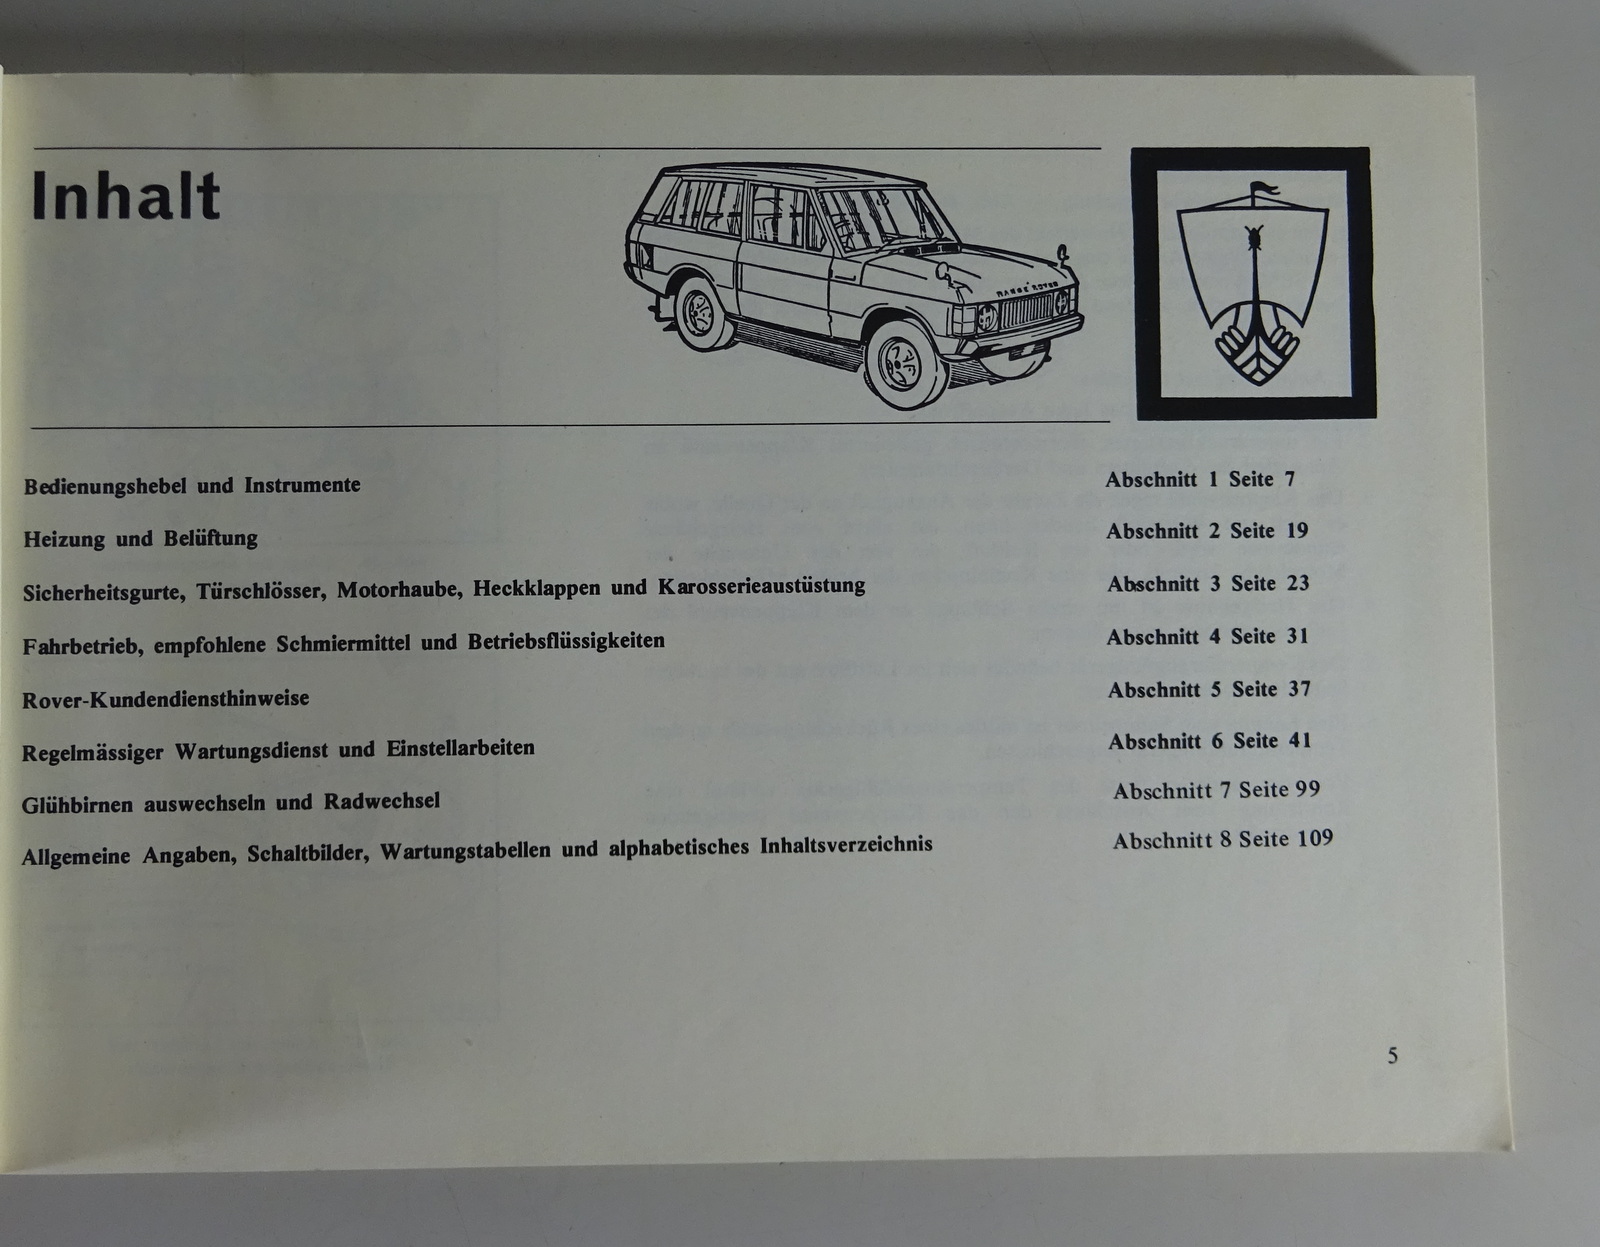 Inhalt
RANGE ROVER
Bedienungshebel und Instrumente Abschnitt 1 Seite 7
Heizung und Belüftung Abschnitt 2 Seite 19
Sicherheitsgurte, Türschlösser, Motorhaube, Heckklappen und Karosserieaustüstung Abschnitt 3 Seite 23
Fahrbetrieb, empfohlene Schmiermittel und Betriebsflüssigkeiten Abschnitt 4 Seite 31
Rover-Kundendiensthinweise Abschnitt 5 Seite 37
Regelmässiger Wartungsdienst und Einstellarbeiten Abschnitt 6 Seite 41
Glühbirnen auswechseln und Radwechsel Abschnitt 7 Seite 99
Allgemeine Angaben, Schaltbilder, Wartungstabellen und alphabetisches Inhaltsverzeichnis Abschnitt 8 Seite 109
5